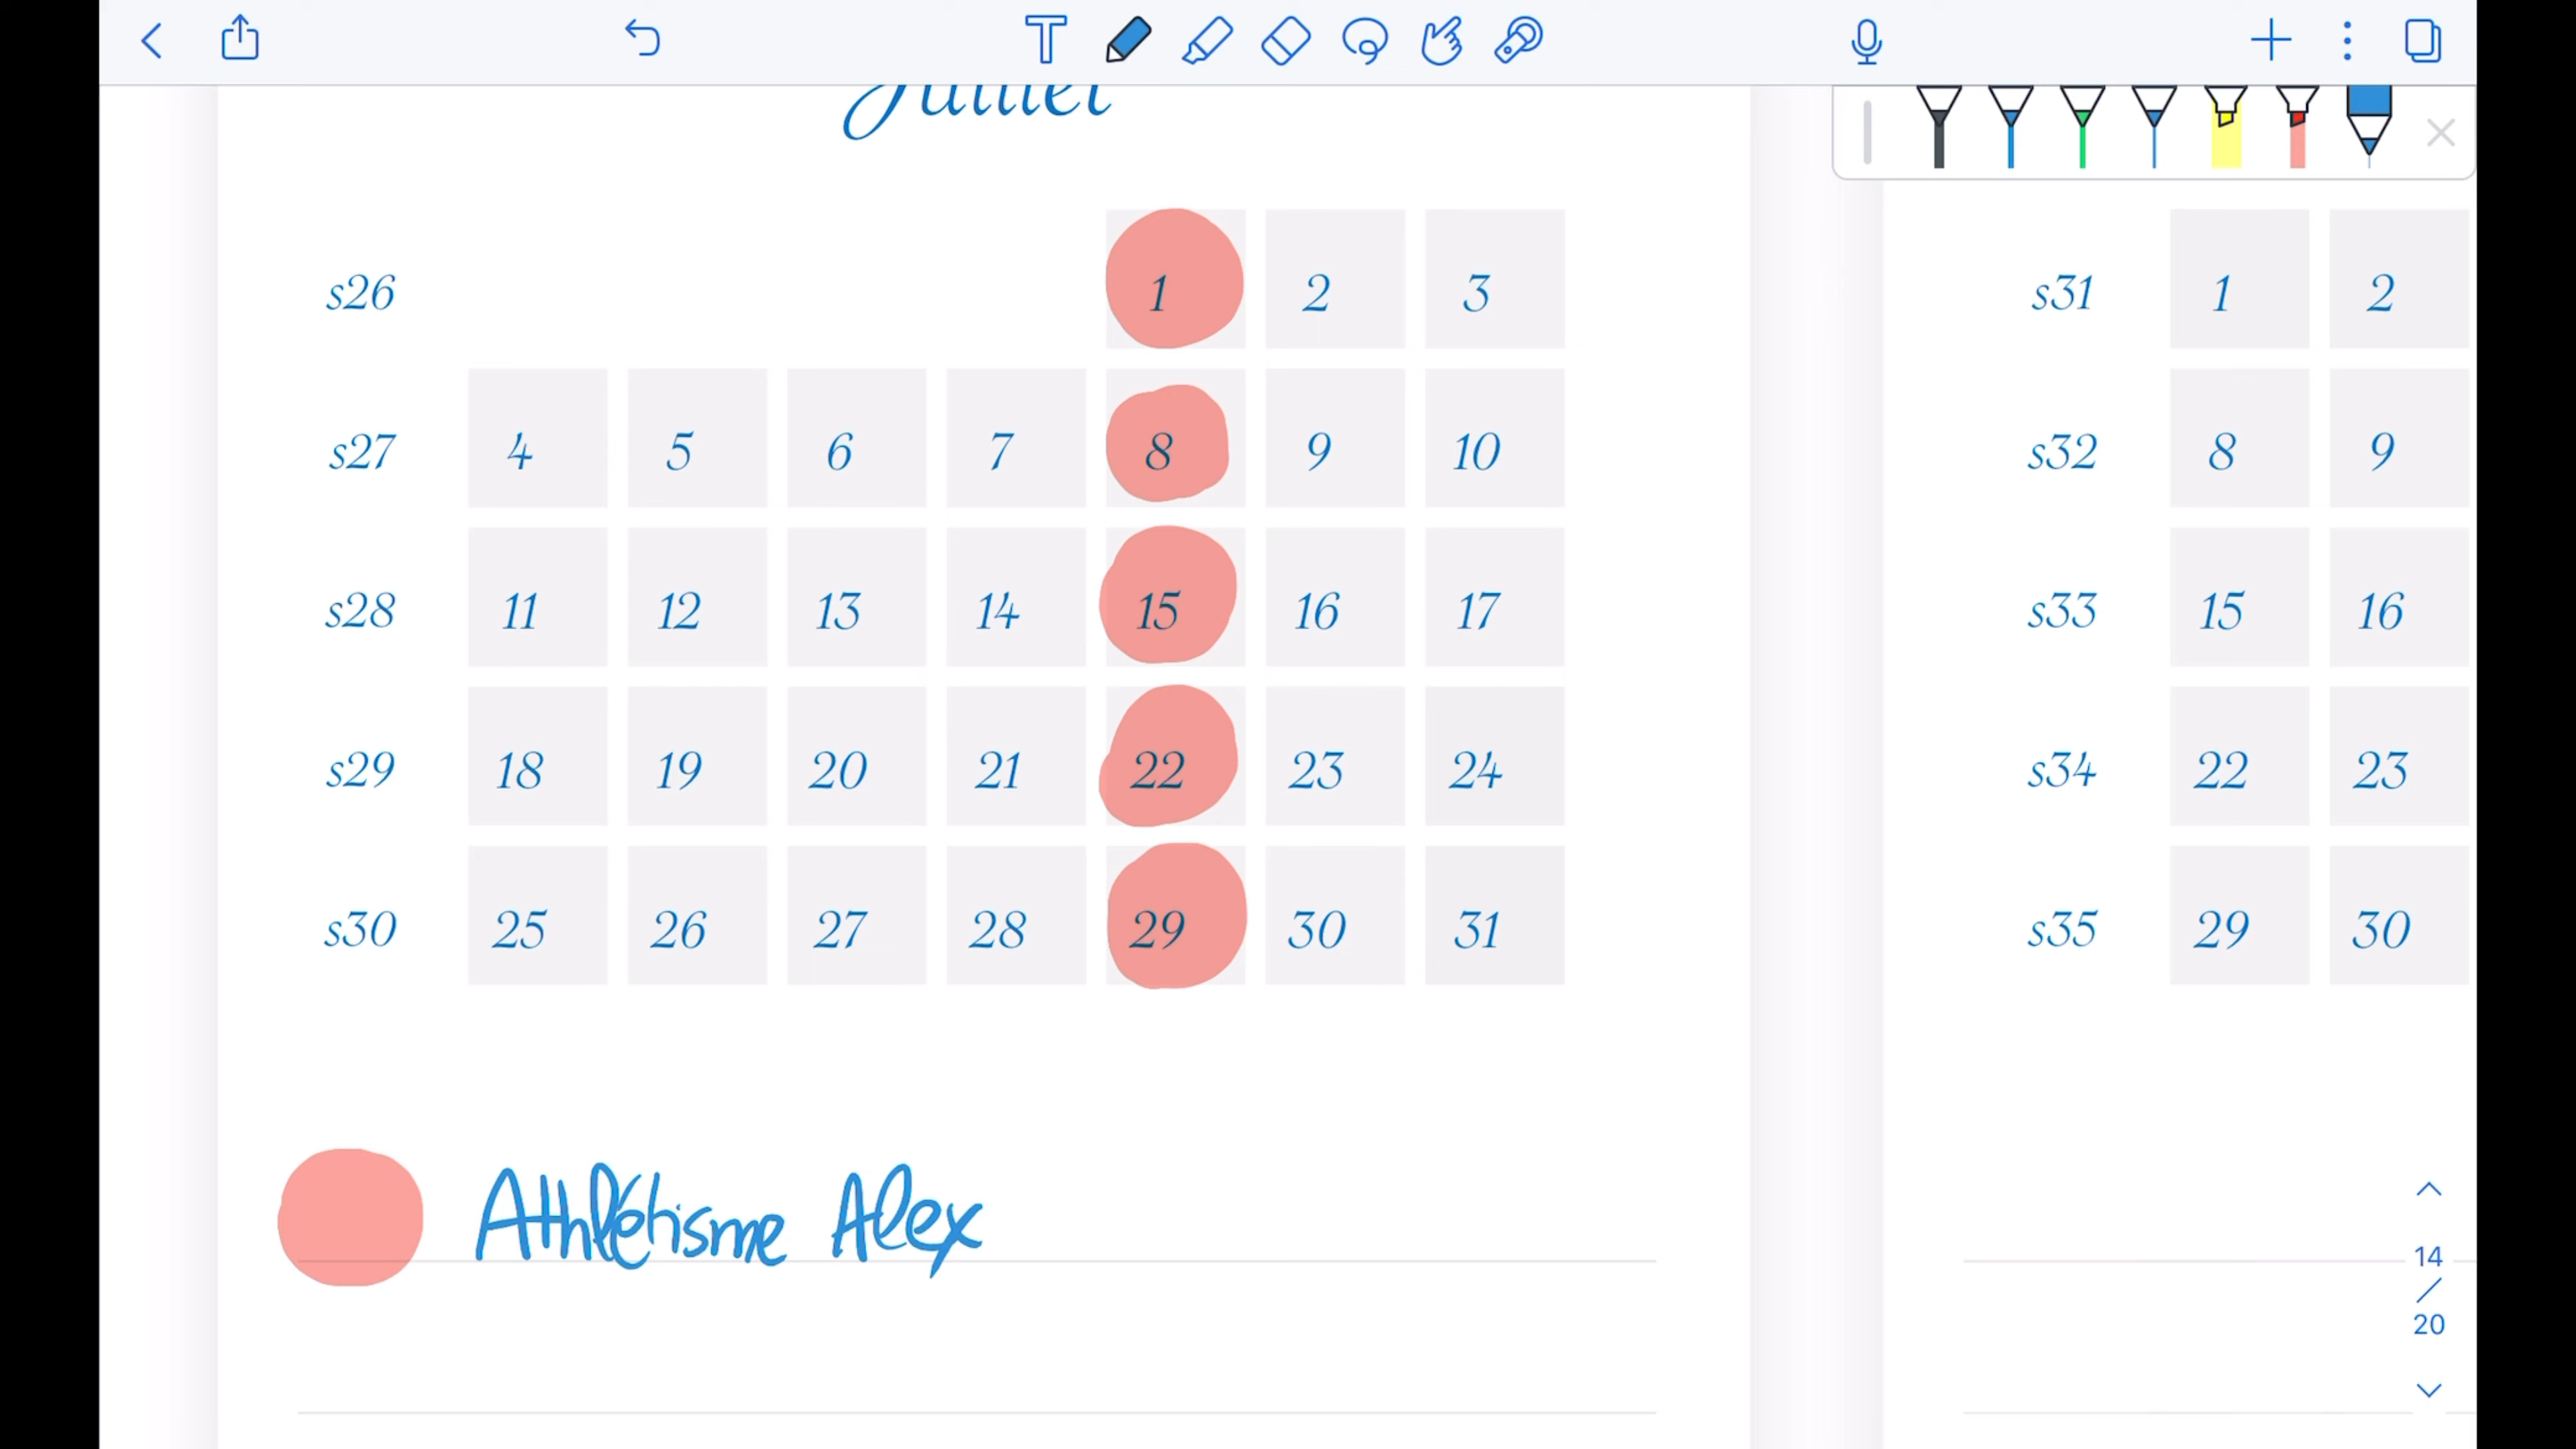 Juillet
s26 1 2 3
s27 4 5 6 7 8 9 10
s28 11 12 13 14 15 16 17
s29 18 19 20 21 22 23 24
s30 25 26 27 28 29 30 31
Athlétisme Alex
s31 1 2
s32 8 9
s33 15 16
s34 22 23
s35 29 30
14
/
20